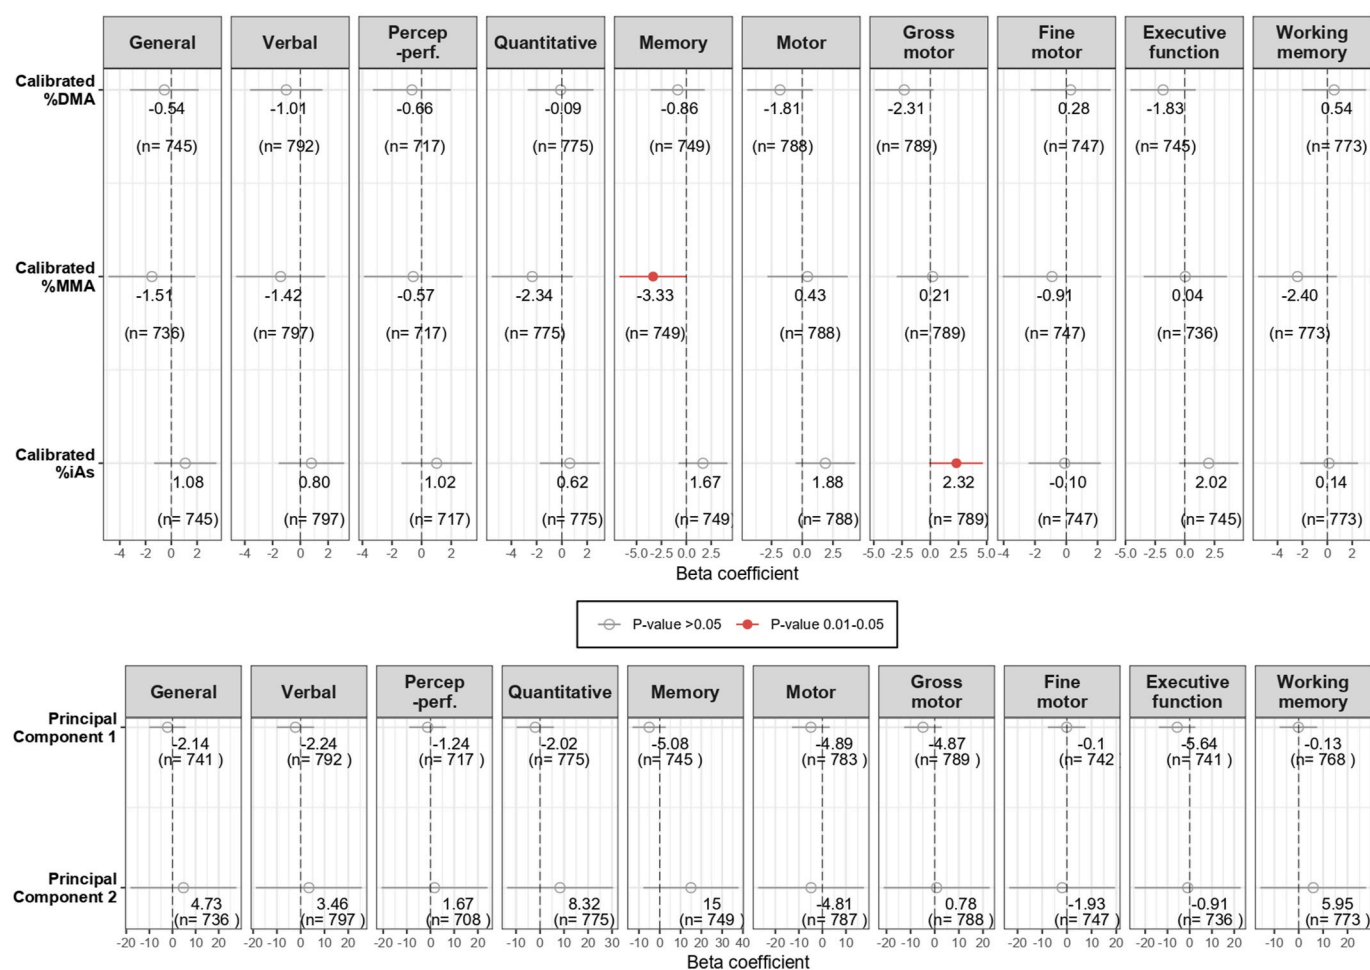 General Verbal Percep -perf. Quantitative Memory Motor Gross motor Fine motor Executive function Working memory
Calibrated %DMA
-0.54 -1.01 -0.66 -0.09 -0.86 -1.81 -2.31 0.28 -1.83 0.54
(n= 745) (n= 792) (n= 717) (n= 775) (n= 749) (n= 788) (n= 789) (n= 747) (n= 745) (n= 773)
Calibrated %MMA
-1.51 -1.42 -0.57 -2.34 -3.33 0.43 0.21 -0.91 0.04 -2.40
(n= 736) (n= 797) (n= 717) (n= 775) (n= 749) (n= 788) (n= 789) (n= 747) (n= 736) (n= 773)
Calibrated %iAs
1.08 0.80 1.02 0.62 1.67 1.88 2.32 -0.10 2.02 0.14
(n= 745) (n= 797) (n= 717) (n= 775) (n= 749) (n= 788) (n= 789) (n= 747) (n= 745) (n= 773)
-4 -2 0 2 -4 -2 0 2 -4 -2 0 2 -4 -2 0 2 -5.0 -2.5 0.0 2.5 -2.5 0.0 2.5 -5.0 -2.5 0.0 2.5 5.0 -4 -2 0 2 -5.0 -2.5 0.0 2.5 -4 -2 0 2
Beta coefficient
P-value >0.05 P-value 0.01-0.05
General Verbal Percep -perf. Quantitative Memory Motor Gross motor Fine motor Executive function Working memory
Principal Component 1
-2.14 -2.24 -1.24 -2.02 -5.08 -4.89 -4.87 -0.1 -5.64 -0.13
(n= 741 ) (n= 792 ) (n= 717 ) (n= 775) (n= 745 ) (n= 783 ) (n= 789 ) (n= 742 ) (n= 741 ) (n= 768 )
Principal Component 2
4.73 3.46 1.67 8.32 15 -4.81 0.78 -1.93 -0.91 5.95
(n= 736 ) (n= 797 ) (n= 708 ) (n= 775 ) (n= 749 ) (n= 787 ) (n= 788 ) (n= 747 ) (n= 736 ) (n= 773 )
-20 -10 0 10 20 -20 -10 0 10 20 -20 -10 0 10 20 -10 0 10 20 30 -10 0 10 20 30 40 -20 -10 0 10 -20 -10 0 10 20 -20 -10 0 10 20 -20 -10 0 10 20 -10 0 10 20
Beta coefficient